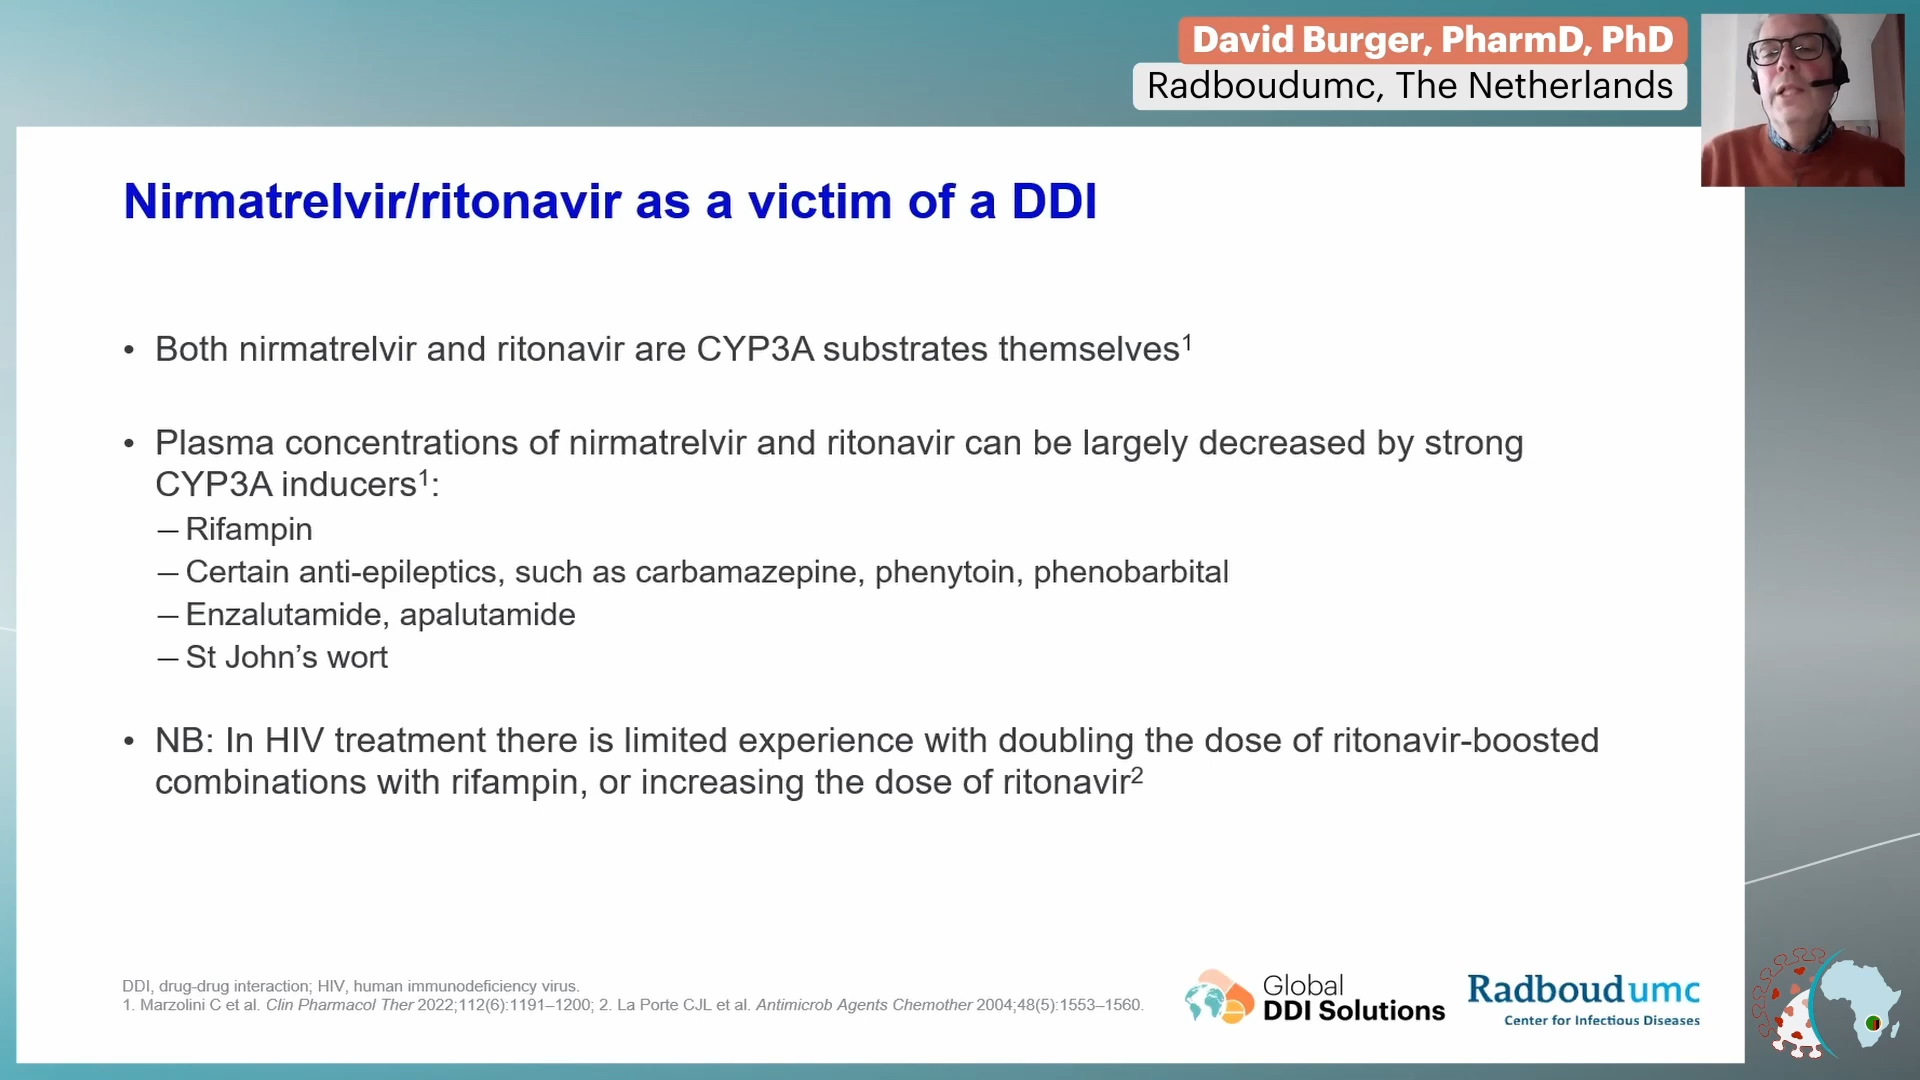 David Burger, PharmD, PhD
Radboudumc, The Netherlands
Nirmatrelvir/ritonavir as a victim of a DDI
• Both nirmatrelvir and ritonavir are CYP3A substrates themselves¹
• Plasma concentrations of nirmatrelvir and ritonavir can be largely decreased by strong
CYP3A inducers¹:
– Rifampin
– Certain anti-epileptics, such as carbamazepine, phenytoin, phenobarbital
– Enzalutamide, apalutamide
– St John’s wort
• NB: In HIV treatment there is limited experience with doubling the dose of ritonavir-boosted
combinations with rifampin, or increasing the dose of ritonavir²
DDI, drug-drug interaction; HIV, human immunodeficiency virus.
1. Marzolini C et al. Clin Pharmacol Ther 2022;112(6):1191–1200; 2. La Porte CJL et al. Antimicrob Agents Chemother 2004;48(5):1553–1560.
Global
DDI Solutions
Radboudumc
Center for Infectious Diseases